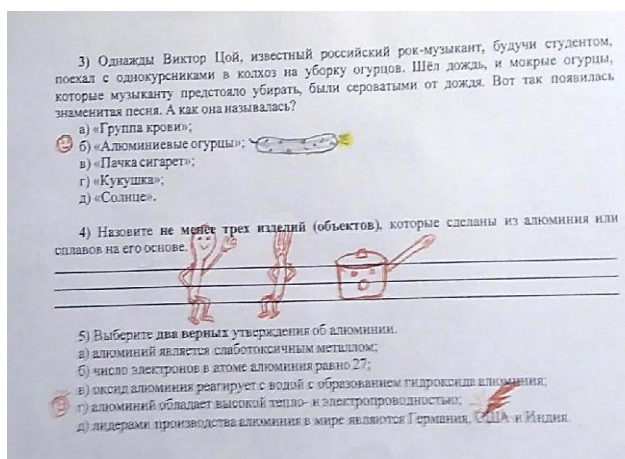 3) Однажды Виктор Цой, известный российский рок-музыкант, будучи студентом,
поехал с однокурсниками в колхоз на уборку огурцов. Шёл дождь, и мокрые огурцы,
которые музыканту предстояло убирать, были сероватыми от дождя. Вот так появилась
знаменитая песня. А как она называлась?
а) «Группа крови»;
б) «Алюминиевые огурцы»;
в) «Пачка сигарет»;
г) «Кукушка»;
д) «Солнце».
4) Назовите не менее трех изделий (объектов), которые сделаны из алюминия или
сплавов на его основе.
5) Выберите два верных утверждения об алюминии.
а) алюминий является слаботоксичным металлом;
б) число электронов в атоме алюминия равно 27;
в) оксид алюминия реагирует с водой с образованием гидроксида алюминия;
г) алюминий обладает высокой тепло- и электропроводностью;
д) лидерами производства алюминия в мире являются Германия, США и Индия.